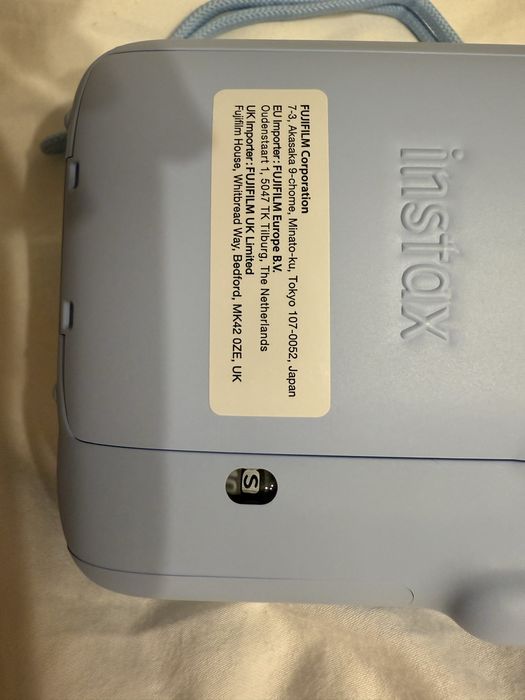 instax
FUJIFILM Corporation
7-3, Akasaka 9-chome, Minato-ku, Tokyo 107-0052, Japan
EU Importer: FUJIFILM Europe B.V.
Oudenstaart 1, 5047 TK Tilburg, The Netherlands
UK Importer: FUJIFILM UK Limited
Fujifilm House, Whitbread Way, Bedford, MK42 0ZE, UK
S